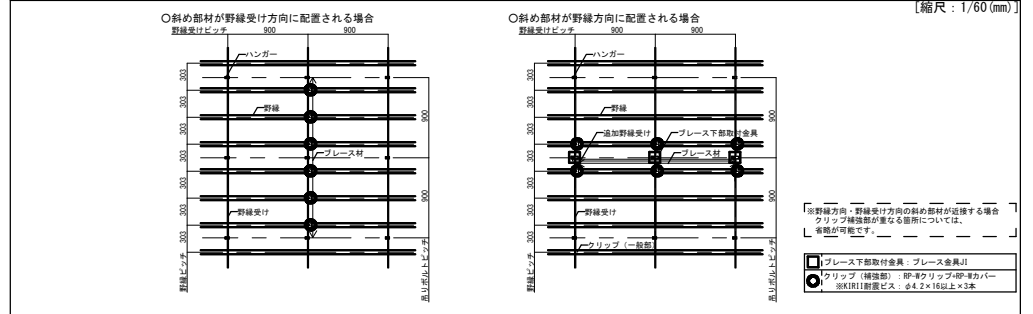 [縮尺：1/60(mm)]
○斜め部材が野縁受け方向に配置される場合
野縁受けピッチ
900
900
ハンガー
303
303
303
303
303
303
303
野縁
ブレース材
野縁受け
900
900
野縁ピッチ
吊りボルトピッチ
○斜め部材が野縁方向に配置される場合
野縁受けピッチ
900
900
ハンガー
303
303
303
303
303
303
303
野縁
追加野縁受け
ブレース下部取付金具
ブレース材
野縁受け
クリップ（一般部）
900
900
野縁ピッチ
吊りボルトピッチ
※野縁方向・野縁受け方向の斜め部材が近接する場合
クリップ補強部が重なる箇所については、
省略が可能です。
ブレース下部取付金具：ブレース金具JI
クリップ（補強部）：RP-Wクリップ+RP-Wカバー
※KIRII耐震ビス：φ4.2×16以上×3本